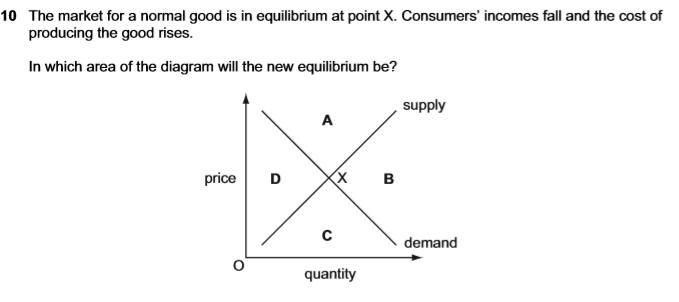 10 The market for a normal good is in equilibrium at point X. Consumers' incomes fall and the cost of
producing the good rises.
In which area of the diagram will the new equilibrium be?
supply
A
price
D
X
B
C
demand
O
quantity